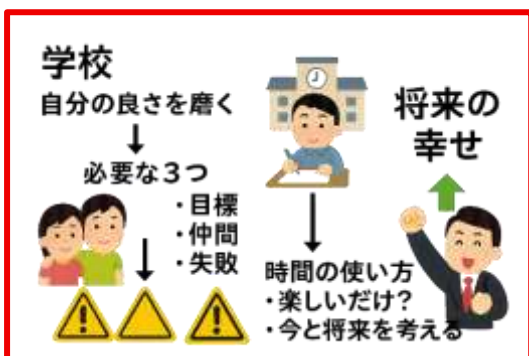 学校
自分の良さを磨く
↓
必要な3つ
・目標
・仲間
・失敗
時間の使い方
・楽しいだけ?
・今と将来を考える
将来の
幸せ